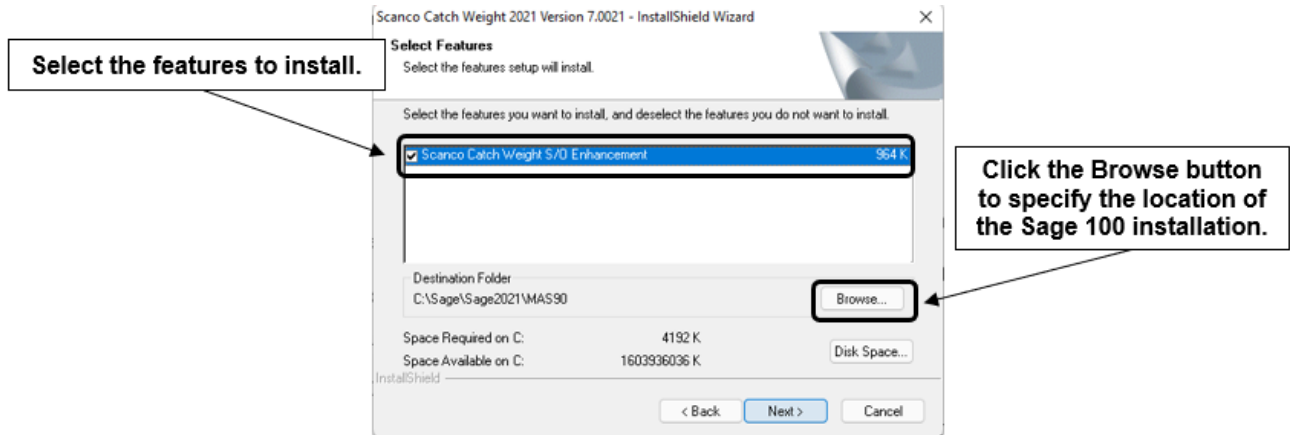 Scanco Catch Weight 2021 Version 7.0021 - InstallShield Wizard
Select Features
Select the features setup will install.
Select the features to install.
Select the features you want to install, and deselect the features you do not want to install.
Scanco Catch Weight S/O Enhancement 964 K
Click the Browse button
to specify the location of
the Sage 100 installation.
Destination Folder
C:\Sage\Sage2021\MAS90
Browse...
Space Required on C: 4192 K
Space Available on C: 1603936036 K
Disk Space...
InstallShield
< Back
Next >
Cancel